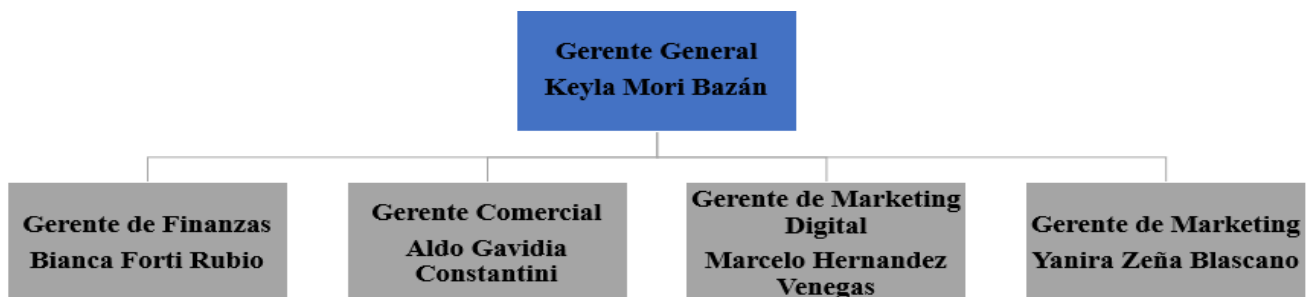 Gerente General
Keyla Mori Bazán
Gerente de Finanzas
Bianca Forti Rubio
Gerente Comercial
Aldo Gavidia
Constantini
Gerente de Marketing
Digital
Marcelo Hernandez
Venegas
Gerente de Marketing
Yanira Zeña Blascano